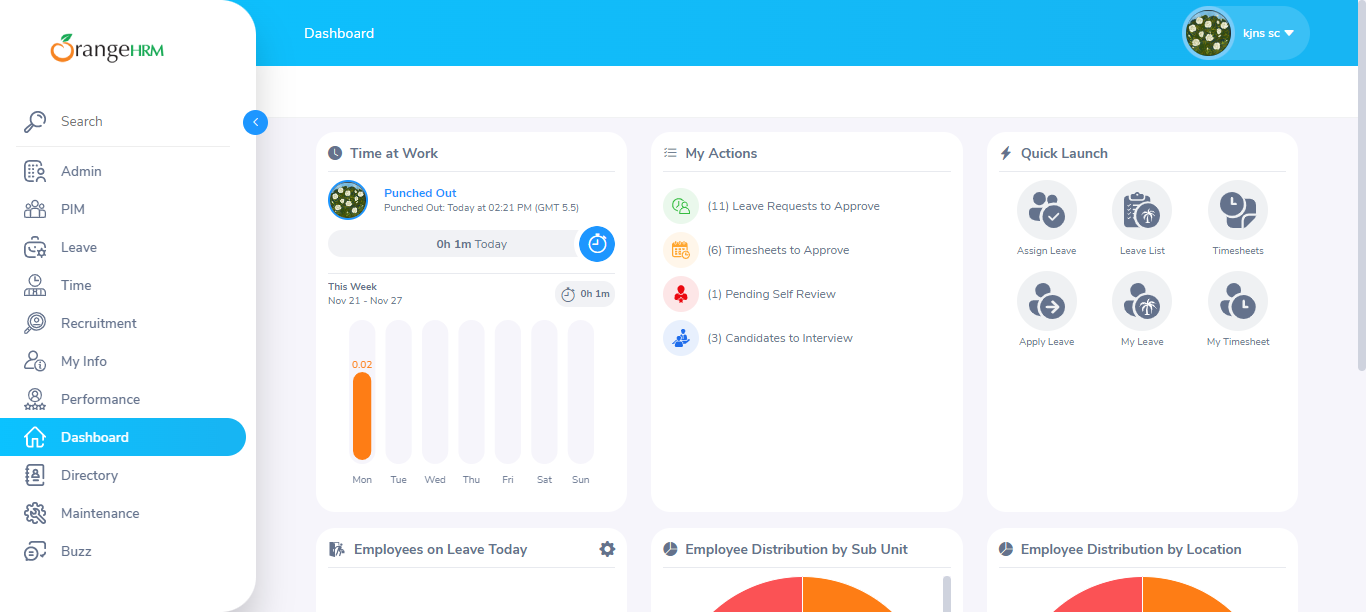 OrangeHRM
Search
Admin
PIM
Leave
Time
Recruitment
My Info
Performance
Dashboard
Directory
Maintenance
Buzz
Dashboard
kjns sc
Time at Work
Punched Out
Punched Out: Today at 02:21 PM (GMT 5.5)
0h 1m Today
This Week
Nov 21 - Nov 27
0h 1m
0.02
Mon Tue Wed Thu Fri Sat Sun
My Actions
(11) Leave Requests to Approve
(6) Timesheets to Approve
(1) Pending Self Review
(3) Candidates to Interview
Quick Launch
Assign Leave Leave List Timesheets
Apply Leave My Leave My Timesheet
Employees on Leave Today
Employee Distribution by Sub Unit
Employee Distribution by Location